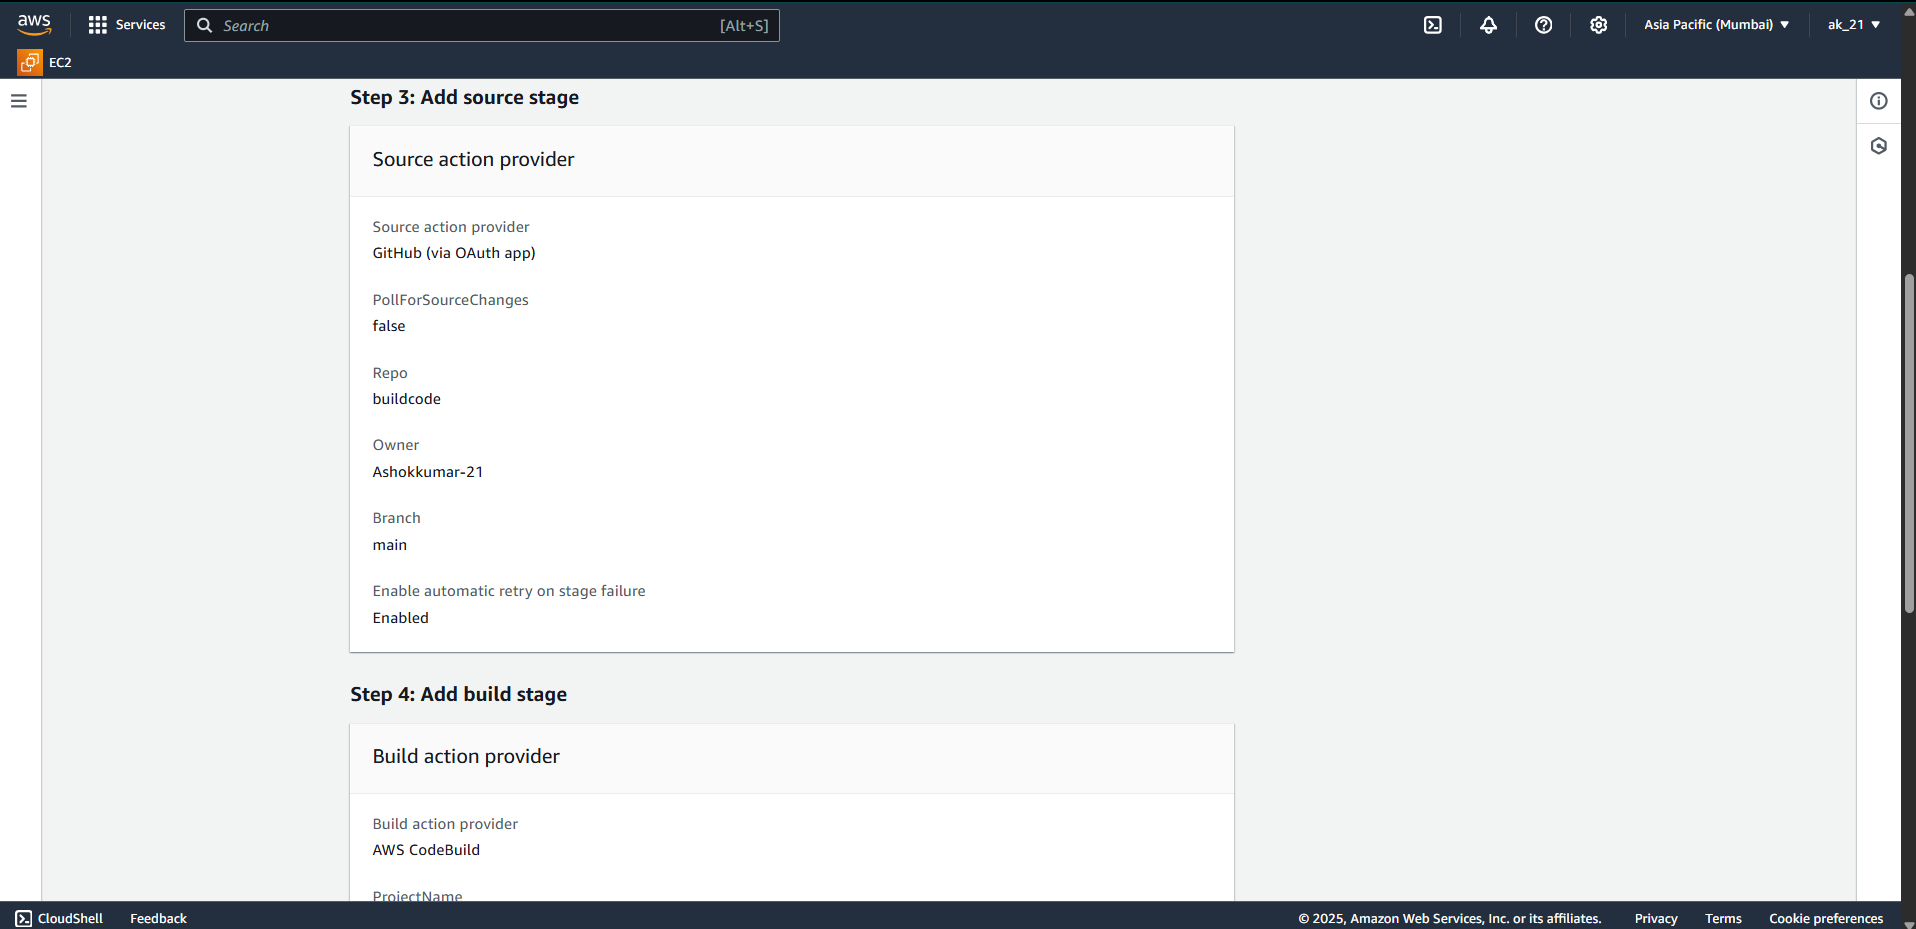 aws
Services
Search [Alt+S]
Asia Pacific (Mumbai)
ak_21
EC2
Step 3: Add source stage
Source action provider
Source action provider
GitHub (via OAuth app)
PollForSourceChanges
false
Repo
buildcode
Owner
Ashokkumar-21
Branch
main
Enable automatic retry on stage failure
Enabled
Step 4: Add build stage
Build action provider
Build action provider
AWS CodeBuild
ProjectName
CloudShell
Feedback
© 2025, Amazon Web Services, Inc. or its affiliates.
Privacy
Terms
Cookie preferences